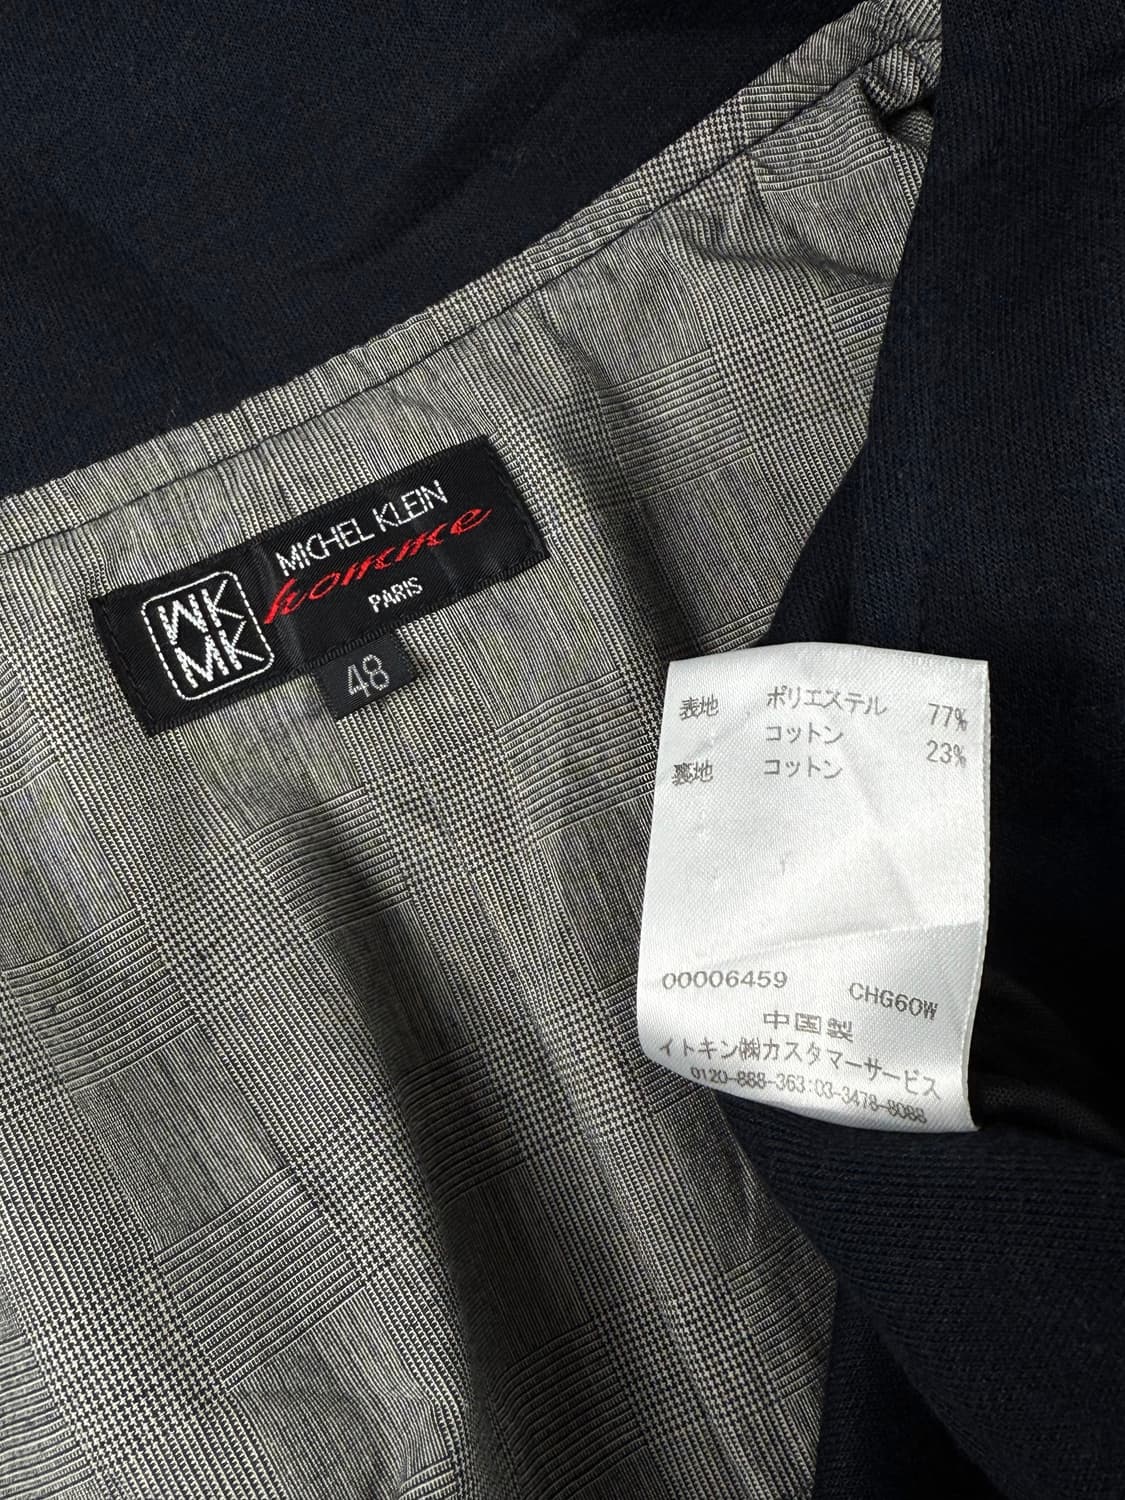 MICHEL KLEIN
homme
PARIS
MK
MK
48
表地 ポリエステル 77%
コットン 23%
裏地 コットン
00006459 CHG60W
中国製
イトキン㈱カスタマーサービス
0120-888-363:03-3478-8088